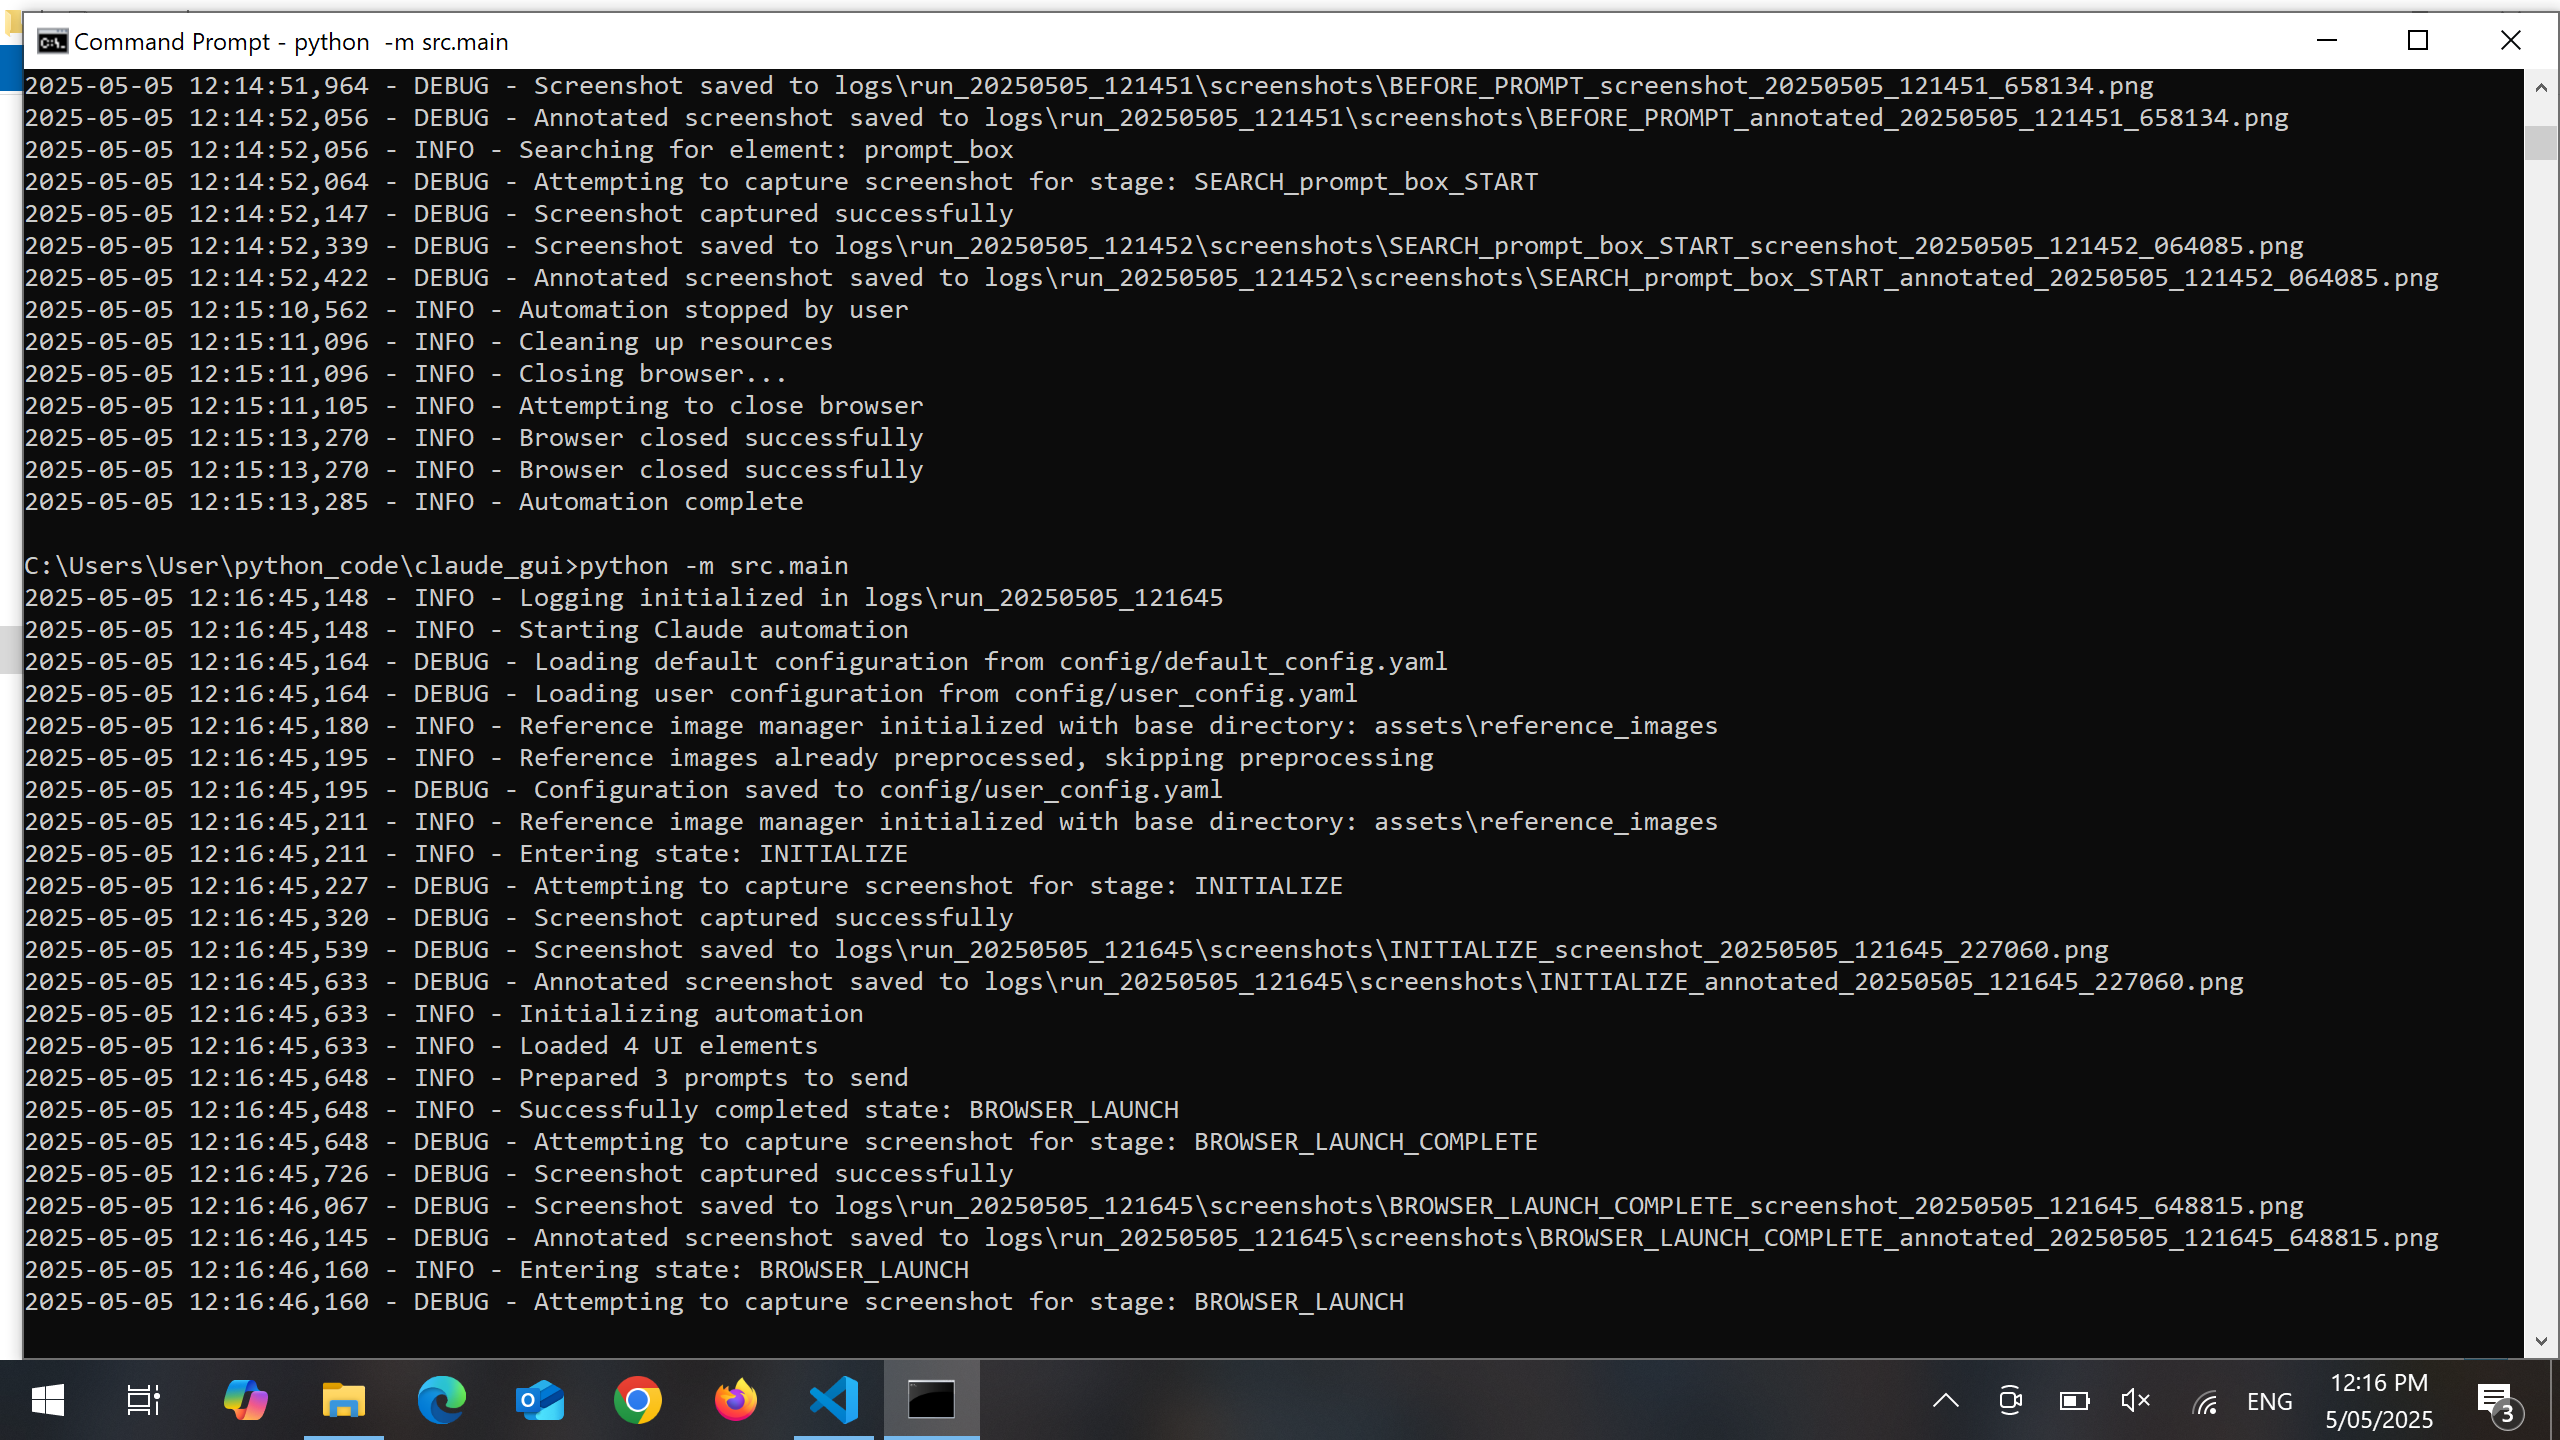 Command Prompt - python  -m src.main
2025-05-05 12:14:51,964 - DEBUG - Screenshot saved to logs\run_20250505_121451\screenshots\BEFORE_PROMPT_screenshot_20250505_121451_658134.png
2025-05-05 12:14:52,056 - DEBUG - Annotated screenshot saved to logs\run_20250505_121451\screenshots\BEFORE_PROMPT_annotated_20250505_121451_658134.png
2025-05-05 12:14:52,056 - INFO - Searching for element: prompt_box
2025-05-05 12:14:52,064 - DEBUG - Attempting to capture screenshot for stage: SEARCH_prompt_box_START
2025-05-05 12:14:52,147 - DEBUG - Screenshot captured successfully
2025-05-05 12:14:52,339 - DEBUG - Screenshot saved to logs\run_20250505_121452\screenshots\SEARCH_prompt_box_START_screenshot_20250505_121452_064085.png
2025-05-05 12:14:52,422 - DEBUG - Annotated screenshot saved to logs\run_20250505_121452\screenshots\SEARCH_prompt_box_START_annotated_20250505_121452_064085.png
2025-05-05 12:15:10,562 - INFO - Automation stopped by user
2025-05-05 12:15:11,096 - INFO - Cleaning up resources
2025-05-05 12:15:11,096 - INFO - Closing browser...
2025-05-05 12:15:11,105 - INFO - Attempting to close browser
2025-05-05 12:15:13,270 - INFO - Browser closed successfully
2025-05-05 12:15:13,270 - INFO - Browser closed successfully
2025-05-05 12:15:13,285 - INFO - Automation complete
C:\Users\User\python_code\claude_gui>python -m src.main
2025-05-05 12:16:45,148 - INFO - Logging initialized in logs\run_20250505_121645
2025-05-05 12:16:45,148 - INFO - Starting Claude automation
2025-05-05 12:16:45,164 - DEBUG - Loading default configuration from config/default_config.yaml
2025-05-05 12:16:45,164 - DEBUG - Loading user configuration from config/user_config.yaml
2025-05-05 12:16:45,180 - INFO - Reference image manager initialized with base directory: assets\reference_images
2025-05-05 12:16:45,195 - INFO - Reference images already preprocessed, skipping preprocessing
2025-05-05 12:16:45,195 - DEBUG - Configuration saved to config/user_config.yaml
2025-05-05 12:16:45,211 - INFO - Reference image manager initialized with base directory: assets\reference_images
2025-05-05 12:16:45,211 - INFO - Entering state: INITIALIZE
2025-05-05 12:16:45,227 - DEBUG - Attempting to capture screenshot for stage: INITIALIZE
2025-05-05 12:16:45,320 - DEBUG - Screenshot captured successfully
2025-05-05 12:16:45,539 - DEBUG - Screenshot saved to logs\run_20250505_121645\screenshots\INITIALIZE_screenshot_20250505_121645_227060.png
2025-05-05 12:16:45,633 - DEBUG - Annotated screenshot saved to logs\run_20250505_121645\screenshots\INITIALIZE_annotated_20250505_121645_227060.png
2025-05-05 12:16:45,633 - INFO - Initializing automation
2025-05-05 12:16:45,633 - INFO - Loaded 4 UI elements
2025-05-05 12:16:45,648 - INFO - Prepared 3 prompts to send
2025-05-05 12:16:45,648 - INFO - Successfully completed state: BROWSER_LAUNCH
2025-05-05 12:16:45,648 - DEBUG - Attempting to capture screenshot for stage: BROWSER_LAUNCH_COMPLETE
2025-05-05 12:16:45,726 - DEBUG - Screenshot captured successfully
2025-05-05 12:16:46,067 - DEBUG - Screenshot saved to logs\run_20250505_121645\screenshots\BROWSER_LAUNCH_COMPLETE_screenshot_20250505_121645_648815.png
2025-05-05 12:16:46,145 - DEBUG - Annotated screenshot saved to logs\run_20250505_121645\screenshots\BROWSER_LAUNCH_COMPLETE_annotated_20250505_121645_648815.png
2025-05-05 12:16:46,160 - INFO - Entering state: BROWSER_LAUNCH
2025-05-05 12:16:46,160 - DEBUG - Attempting to capture screenshot for stage: BROWSER_LAUNCH
ENG
12:16 PM
5/05/2025
3